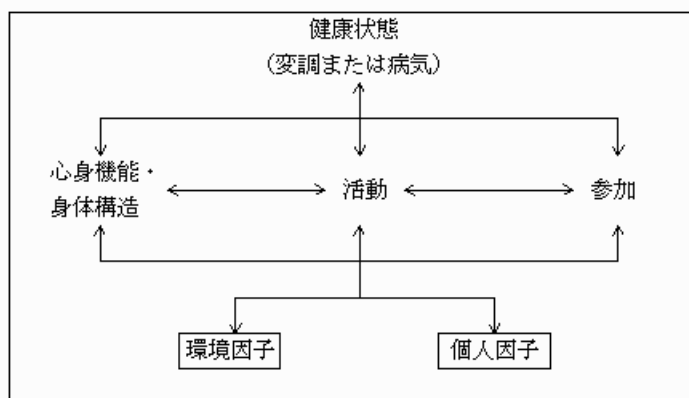 健康状態
(変調または病気)
心身機能・
身体構造
活動
参加
環境因子
個人因子